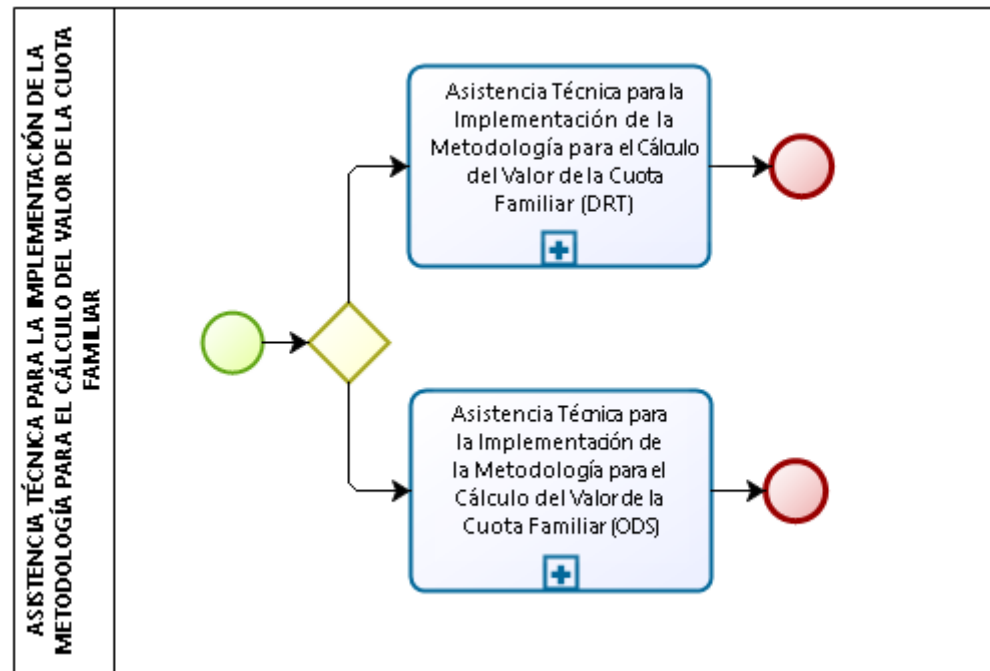 ASISTENCIA TÉCNICA PARA LA IMPLEMENTACIÓN DE LA
METODOLOGÍA PARA EL CÁLCULO DEL VALOR DE LA CUOTA
FAMILIAR
Asistencia Técnica para la
Implementación de la
Metodología para el Cálculo
del Valor de la Cuota
Familiar (DRT)
Asistencia Técnica para
la Implementación de
la Metodología para el
Cálculo del Valor de la
Cuota Familiar (ODS)